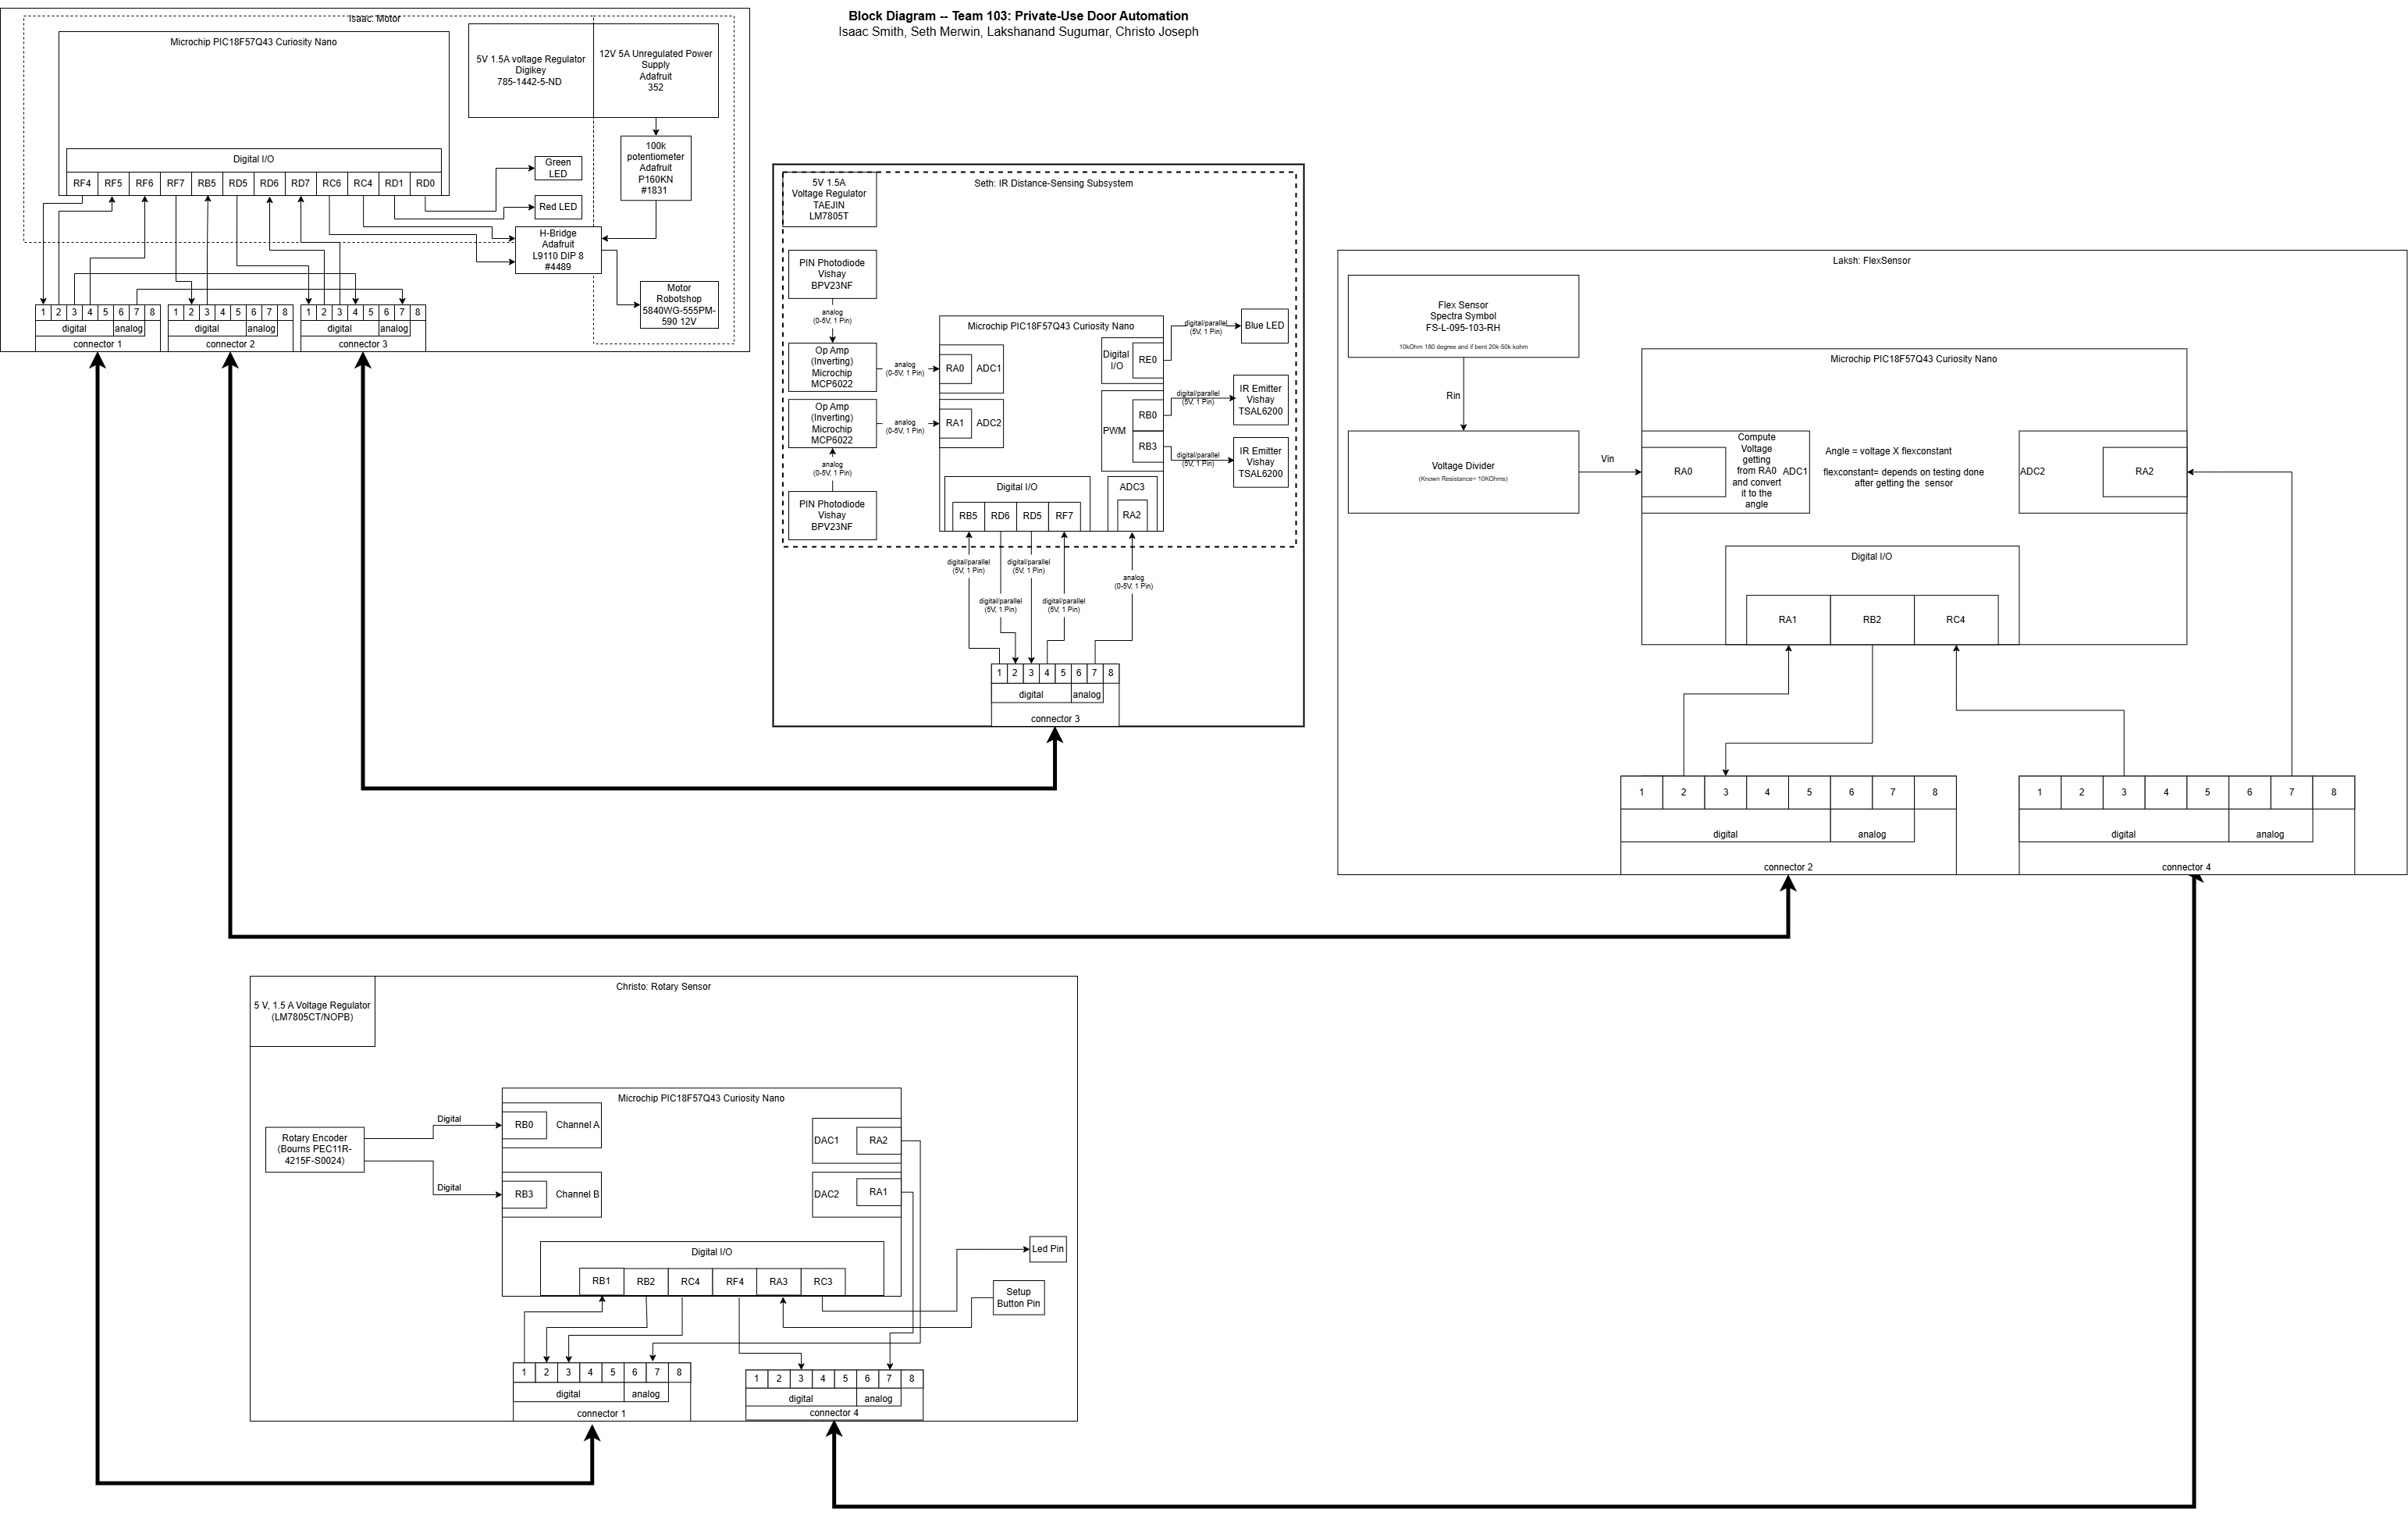 Block Diagram -- Team 103: Private-Use Door Automation
Isaac Smith, Seth Merwin, Lakshanand Sugumar, Christo Joseph
Isaac: Motor
Microchip PIC18F57Q43 Curiosity Nano
5V 1.5A voltage Regulator
Digikey
785-1442-5-ND
12V 5A Unregulated Power
Supply
Adafruit
352
100k
potentiometer
Adafruit
P160KN
#1831
Digital I/O
RF4 RF5 RF6 RF7 RB5 RD5 RD6 RD7 RC6 RC4 RD1 RD0
Green
LED
Red LED
H-Bridge
Adafruit
L9110 DIP 8
#4489
Motor
Robotshop
5840WG-555PM-
590 12V
1 2 3 4 5 6 7 8
digital analog
connector 1
1 2 3 4 5 6 7 8
digital analog
connector 2
1 2 3 4 5 6 7 8
digital analog
connector 3
Seth: IR Distance-Sensing Subsystem
5V 1.5A
Voltage Regulator
TAEJIN
LM7805T
PIN Photodiode
Vishay
BPV23NF
analog
(0-5V, 1 Pin)
Op Amp
(Inverting)
Microchip
MCP6022
analog
(0-5V, 1 Pin)
Op Amp
(Inverting)
Microchip
MCP6022
analog
(0-5V, 1 Pin)
analog
(0-5V, 1 Pin)
PIN Photodiode
Vishay
BPV23NF
Microchip PIC18F57Q43 Curiosity Nano
RA0 ADC1
RA1 ADC2
Digital
I/O
RE0
PWM
RB0
RB3
digital/parallel
(5V, 1 Pin)
Blue LED
digital/parallel
(5V, 1 Pin)
IR Emitter
Vishay
TSAL6200
digital/parallel
(5V, 1 Pin)
IR Emitter
Vishay
TSAL6200
Digital I/O
RB5 RD6 RD5 RF7
ADC3
RA2
digital/parallel
(5V, 1 Pin)
digital/parallel
(5V, 1 Pin)
digital/parallel
(5V, 1 Pin)
digital/parallel
(5V, 1 Pin)
analog
(0-5V, 1 Pin)
1 2 3 4 5 6 7 8
digital analog
connector 3
Laksh: FlexSensor
Flex Sensor
Spectra Symbol
FS-L-095-103-RH
10kOhm 180 degree and if bent 20k-50k kohm
Rin
Voltage Divider
(Known Resistance= 10KOhms)
Vin
Microchip PIC18F57Q43 Curiosity Nano
RA0
Compute
Voltage
getting
from RA0
and convert
it to the
angle
ADC1
Angle = voltage X flexconstant
flexconstant= depends on testing done
after getting the sensor
ADC2
RA2
Digital I/O
RA1 RB2 RC4
1 2 3 4 5 6 7 8
digital analog
connector 2
1 2 3 4 5 6 7 8
digital analog
connector 4
Christo: Rotary Sensor
5 V, 1.5 A Voltage Regulator
(LM7805CT/NOPB)
Rotary Encoder
(Bourns PEC11R-
4215F-S0024)
Digital
Digital
Microchip PIC18F57Q43 Curiosity Nano
RB0 Channel A
RB3 Channel B
DAC1 RA2
DAC2 RA1
Digital I/O
RB1 RB2 RC4 RF4 RA3 RC3
Led Pin
Setup
Button Pin
1 2 3 4 5 6 7 8
digital analog
connector 1
1 2 3 4 5 6 7 8
digital analog
connector 4